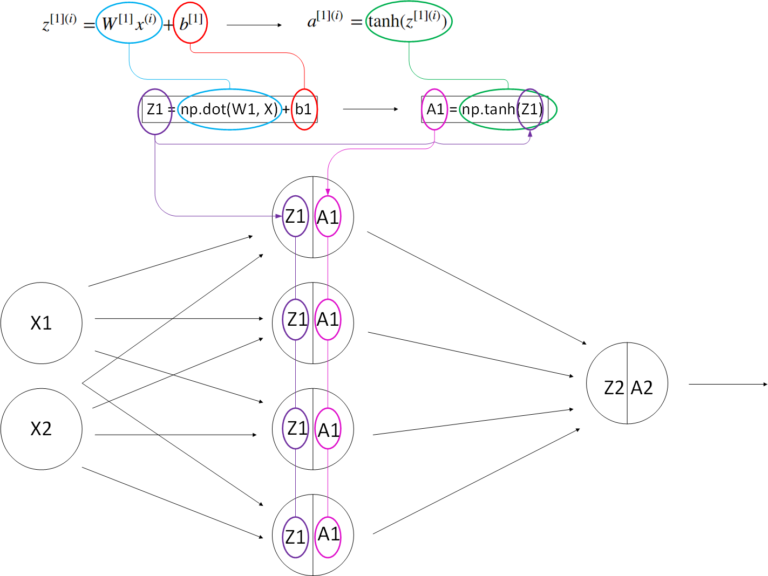 z^{[1](i)} = W^{[1]} x^{(i)} + b^{[1]}
a^{[1](i)} = tanh(z^{[1](i)})
Z1 = np.dot(W1, X) + b1
A1 = np.tanh(Z1)
Z1 A1
X1
Z1 A1
Z2 A2
X2
Z1 A1
Z1 A1